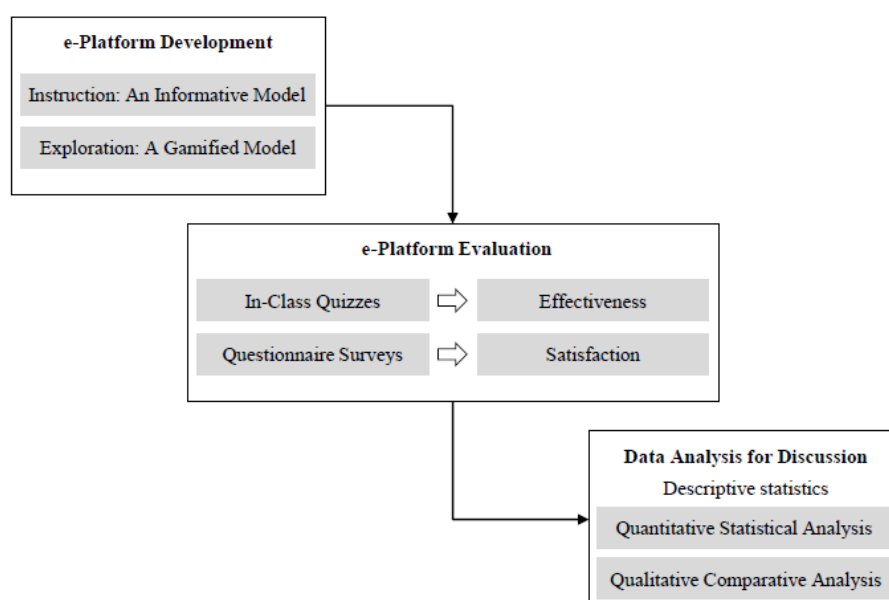 e-Platform Development
Instruction: An Informative Model
Exploration: A Gamified Model
e-Platform Evaluation
In-Class Quizzes
Effectiveness
Questionnaire Surveys
Satisfaction
Data Analysis for Discussion
Descriptive statistics
Quantitative Statistical Analysis
Qualitative Comparative Analysis